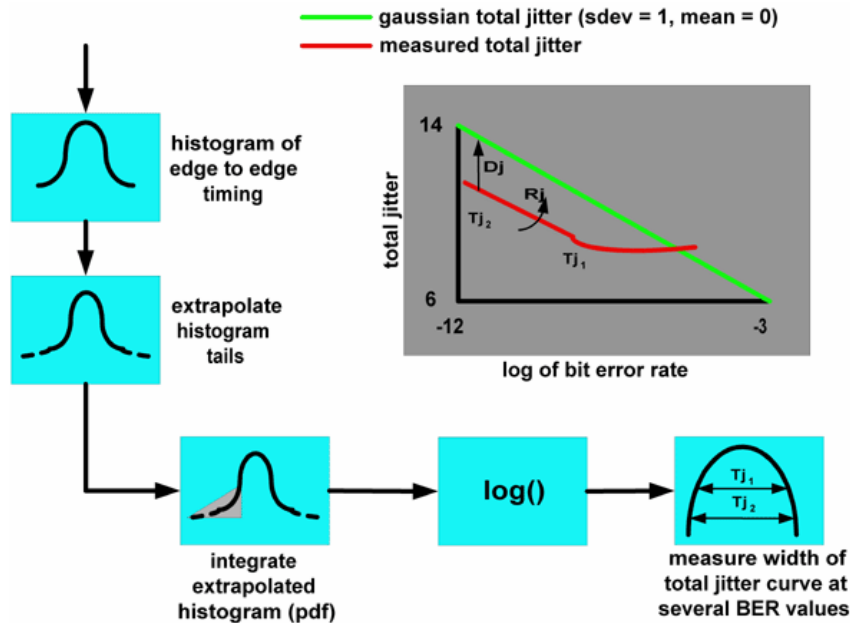 gaussian total jitter (sdev = 1, mean = 0)
measured total jitter
histogram of
edge to edge
timing
14
total jitter
6
-12
-3
log of bit error rate
Dj
Rj
Tj₂
Tj₁
extrapolate
histogram
tails
integrate
extrapolated
histogram (pdf)
log()
Tj₁
Tj₂
measure width of
total jitter curve at
several BER values